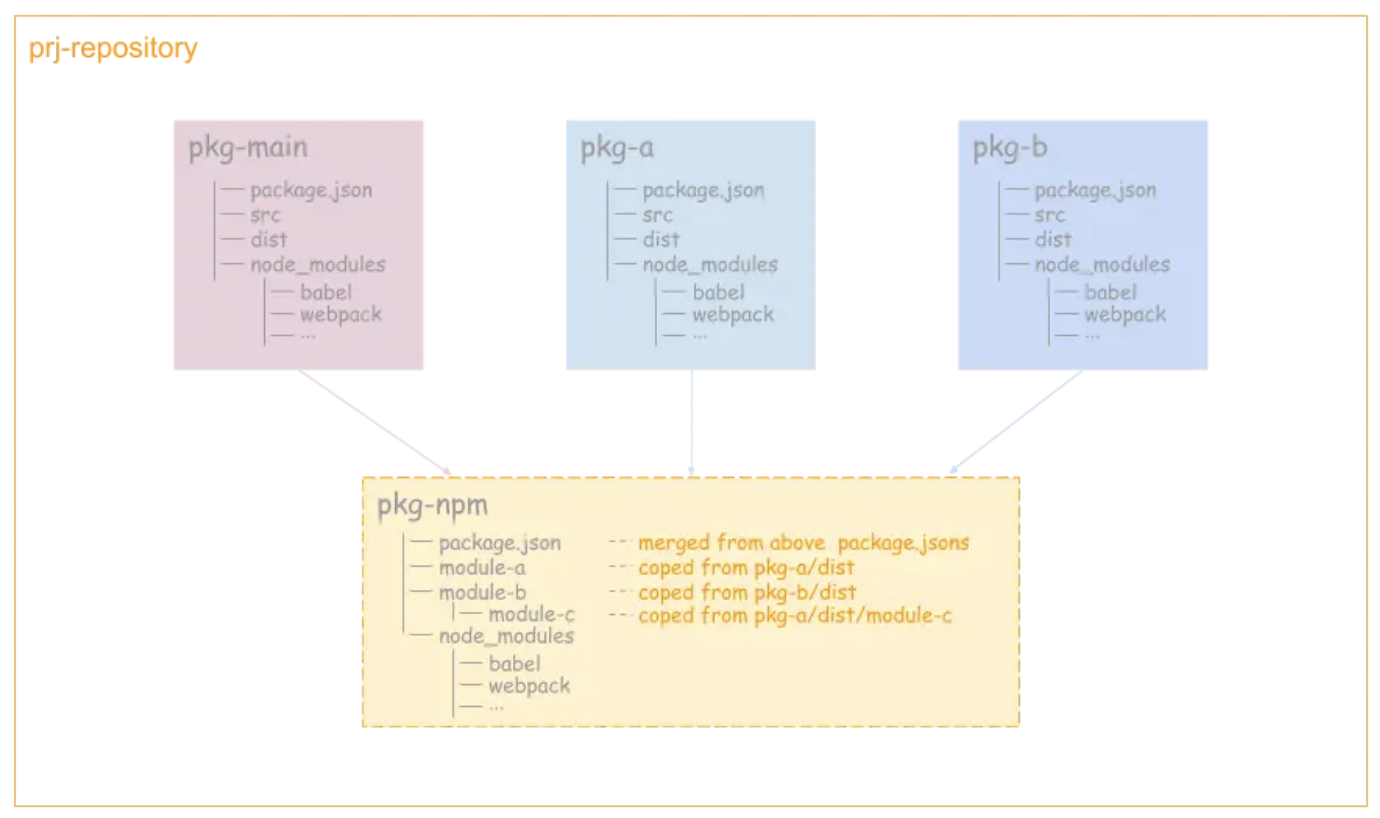 prj-repository
pkg-main
package.json
src
dist
node_modules
babel
webpack
...
pkg-a
package.json
src
dist
node_modules
babel
webpack
...
pkg-b
package.json
src
dist
node_modules
babel
webpack
...
pkg-npm
package.json --- merged from above package.jsons
module-a --- coped from pkg-a/dist
module-b --- coped from pkg-b/dist
module-c --- coped from pkg-a/dist/module-c
node_modules
babel
webpack
...